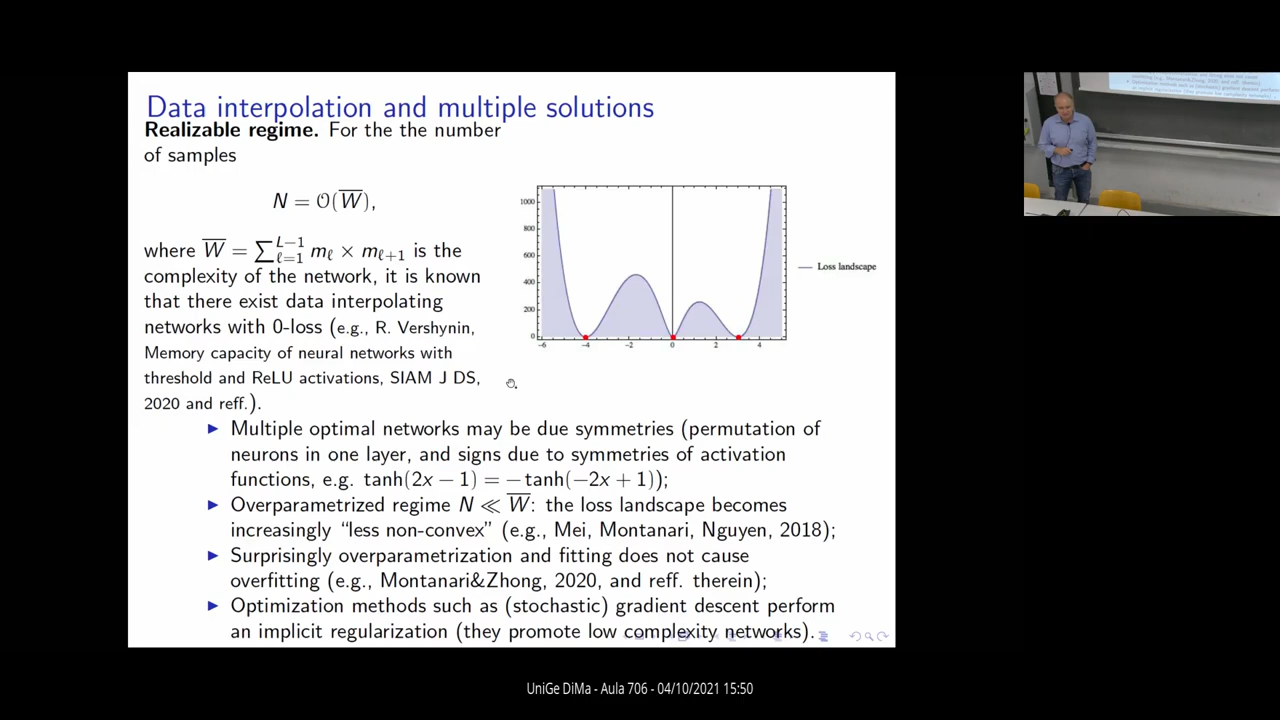 Data interpolation and multiple solutions
Realizable regime. For the the number
of samples
N = O(W̅),
where W̅ = ∑_{ℓ=1}^{L−1} m_ℓ × m_{ℓ+1} is the
complexity of the network, it is known
that there exist data interpolating
networks with 0-loss (e.g., R. Vershynin,
Memory capacity of neural networks with
threshold and ReLU activations, SIAM J DS,
2020 and reff.).
1000
800
600
400
200
0
-6 -4 -2 0 2 4
Loss landscape
▶ Multiple optimal networks may be due symmetries (permutation of
neurons in one layer, and signs due to symmetries of activation
functions, e.g. tanh(2x − 1) = − tanh(−2x + 1));
▶ Overparametrized regime N ≪ W̅: the loss landscape becomes
increasingly “less non-convex” (e.g., Mei, Montanari, Nguyen, 2018);
▶ Surprisingly overparametrization and fitting does not cause
overfitting (e.g., Montanari&Zhong, 2020, and reff. therein);
▶ Optimization methods such as (stochastic) gradient descent perform
an implicit regularization (they promote low complexity networks).
UniGe DiMa - Aula 706 - 04/10/2021 15:50